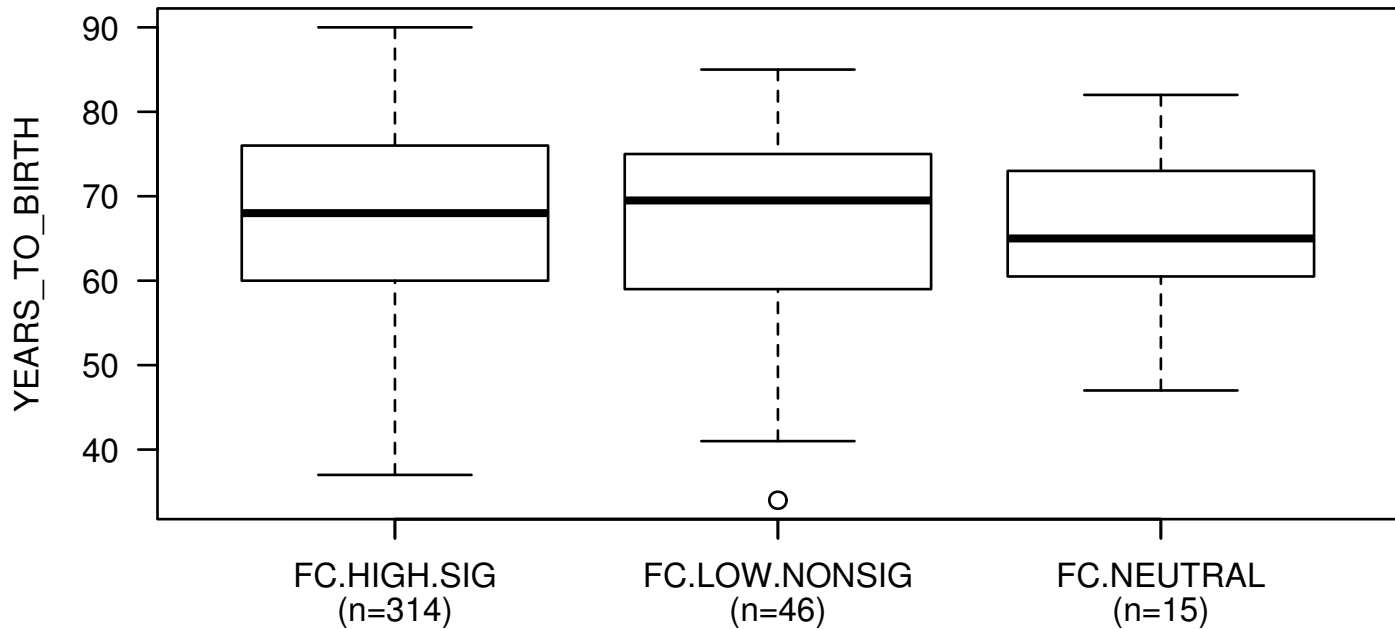 YEARS_TO_BIRTH
90
80
70
60
50
40
FC.HIGH.SIG
(n=314)
FC.LOW.NONSIG
(n=46)
FC.NEUTRAL
(n=15)